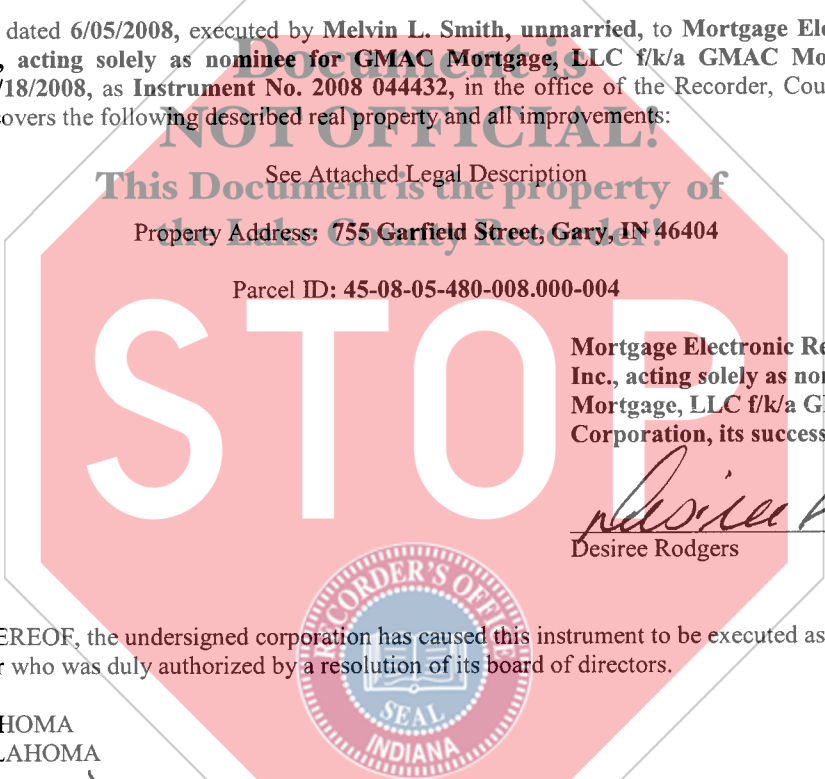 dated 6/05/2008, executed by Melvin L. Smith, unmarried, to Mortgage Ele
, acting solely as nominee for GMAC Mortgage, LLC f/k/a GMAC Mo
/18/2008, as Instrument No. 2008 044432, in the office of the Recorder, Cou
overs the following described real property and all improvements:
Document is
NOT OFFICIAL!
This Document is the property of
the Lake County Recorder!
See Attached Legal Description
Property Address: 755 Garfield Street, Gary, IN 46404
Parcel ID: 45-08-05-480-008.000-004
STOP
Mortgage Electronic Re
Inc., acting solely as no
Mortgage, LLC f/k/a G
Corporation, its success
Desiree
Desiree Rodgers
RECORDER'S OFFICE
SEAL
INDIANA
EREOF, the undersigned corporation has caused this instrument to be executed as
r who was duly authorized by a resolution of its board of directors.
HOMA
LAHOMA